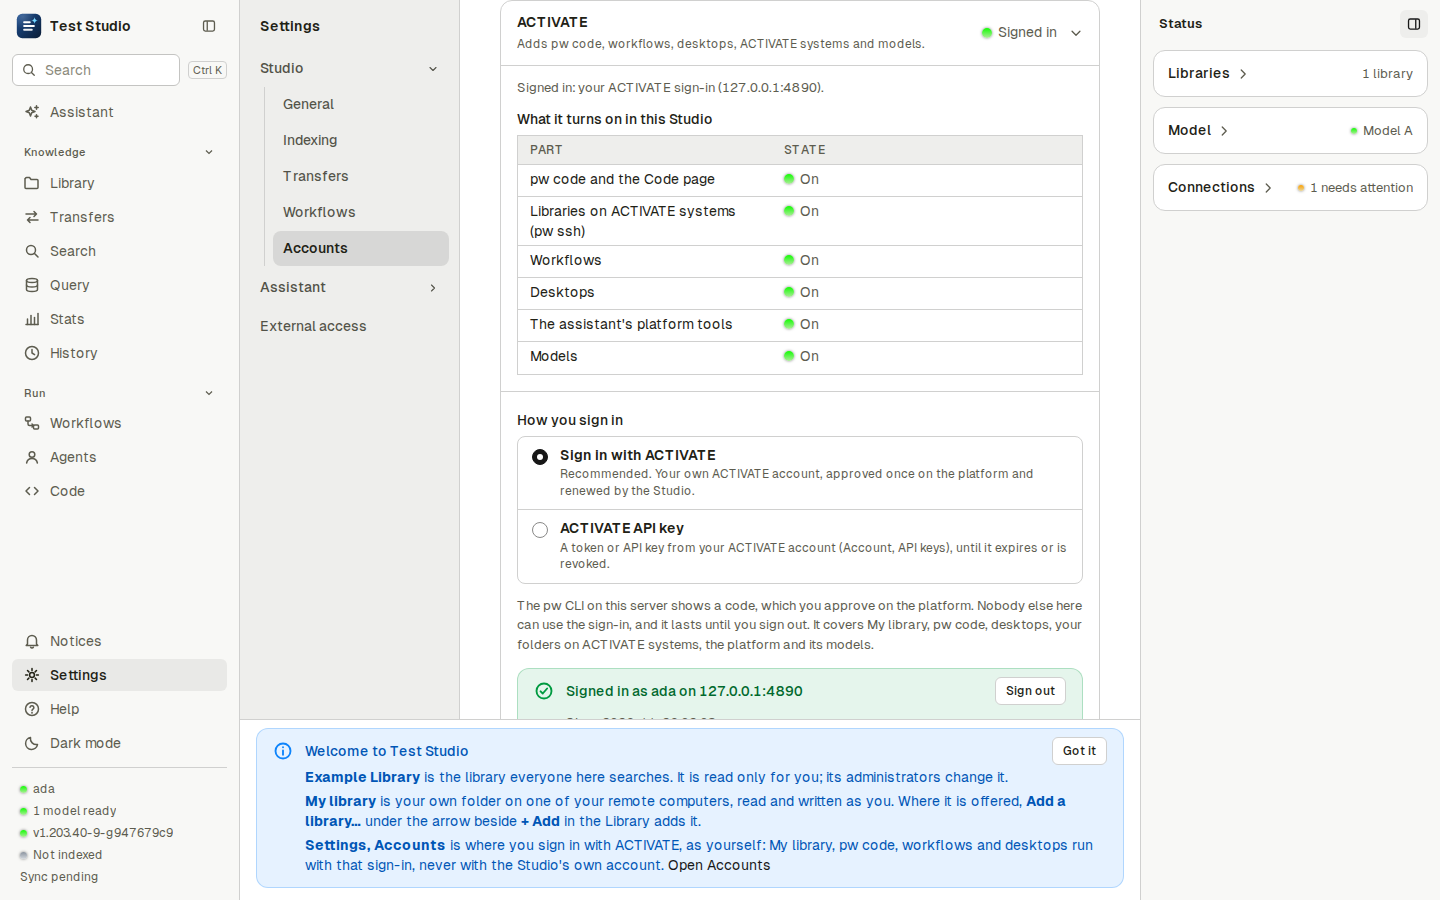 Test Studio
Search
Ctrl K
Assistant
Knowledge
Library
Transfers
Search
Query
Stats
History
Run
Workflows
Agents
Code
Notices
Settings
Help
Dark mode
ada
1 model ready
v1.203.40-9-g947679c9
Not indexed
Sync pending
Settings
Studio
General
Indexing
Transfers
Workflows
Accounts
Assistant
External access
ACTIVATE
Adds pw code, workflows, desktops, ACTIVATE systems and models.
Signed in
Signed in: your ACTIVATE sign-in (127.0.0.1:4890).
What it turns on in this Studio
PART STATE
pw code and the Code page On
Libraries on ACTIVATE systems On
(pw ssh)
Workflows On
Desktops On
The assistant's platform tools On
Models On
How you sign in
Sign in with ACTIVATE
Recommended. Your own ACTIVATE account, approved once on the platform and
renewed by the Studio.
ACTIVATE API key
A token or API key from your ACTIVATE account (Account, API keys), until it expires or is
revoked.
The pw CLI on this server shows a code, which you approve on the platform. Nobody else here
can use the sign-in, and it lasts until you sign out. It covers My library, pw code, desktops, your
folders on ACTIVATE systems, the platform and its models.
Signed in as ada on 127.0.0.1:4890
Sign out
Welcome to Test Studio
Got it
Example Library is the library everyone here searches. It is read only for you; its administrators change it.
My library is your own folder on one of your remote computers, read and written as you. Where it is offered, Add a
library... under the arrow beside + Add in the Library adds it.
Settings, Accounts is where you sign in with ACTIVATE, as yourself: My library, pw code, workflows and desktops run
with that sign-in, never with the Studio's own account. Open Accounts
Status
Libraries 1 library
Model Model A
Connections 1 needs attention